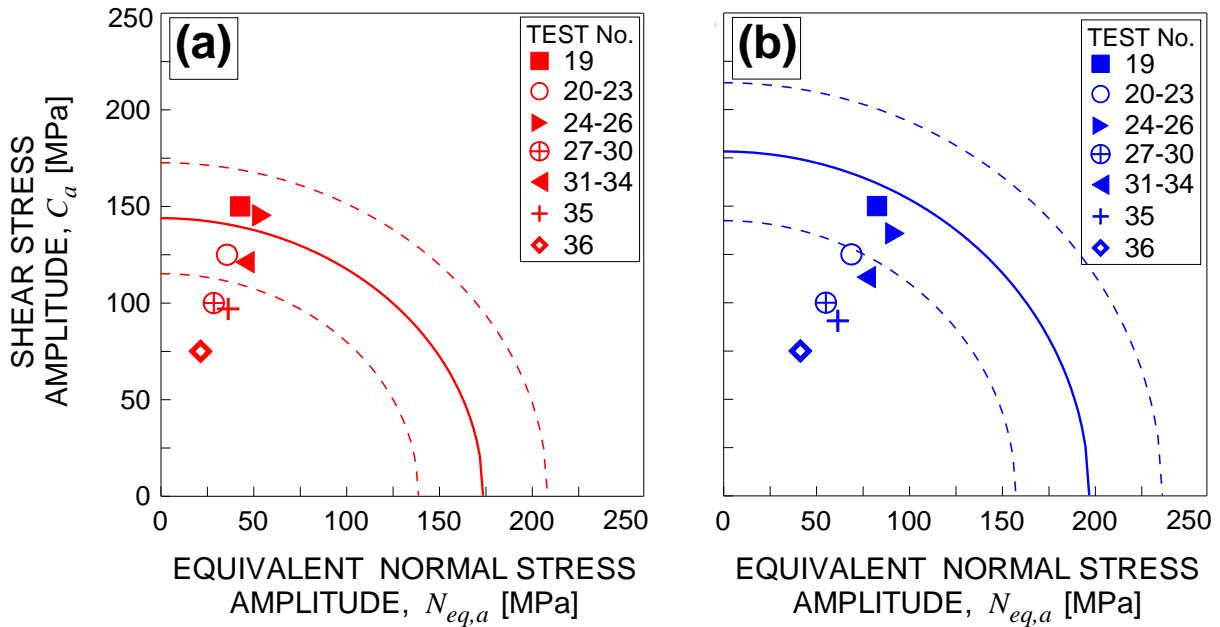 (a)
TEST No.
19
20-23
24-26
27-30
31-34
35
36
250
200
150
100
50
0
SHEAR STRESS
AMPLITUDE, C_a [MPa]
0 50 100 150 200 250
EQUIVALENT NORMAL STRESS
AMPLITUDE, N_eq,a [MPa]
(b)
TEST No.
19
20-23
24-26
27-30
31-34
35
36
0 50 100 150 200 250
EQUIVALENT NORMAL STRESS
AMPLITUDE, N_eq,a [MPa]